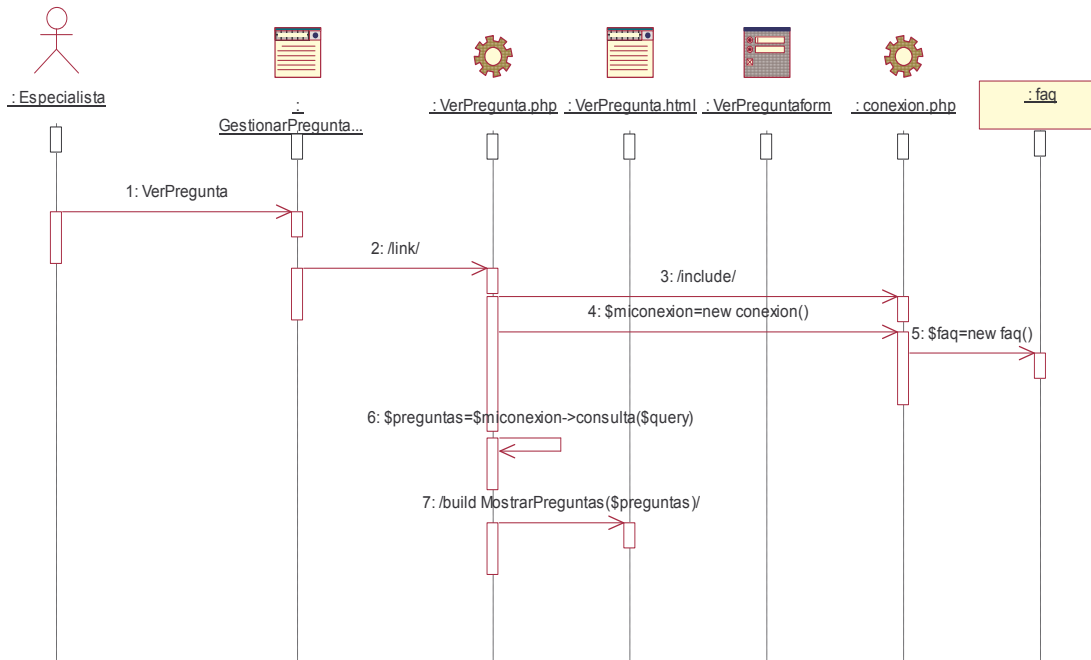 : Especialista
:
GestionarPregunta...
: VerPregunta.php
: VerPregunta.html
: VerPreguntaform
: conexion.php
: faq
1: VerPregunta
2: /link/
3: /include/
4: $miconexion=new conexion()
5: $faq=new faq()
6: $preguntas=$miconexion->consulta($query)
7: /build MostrarPreguntas($preguntas)/